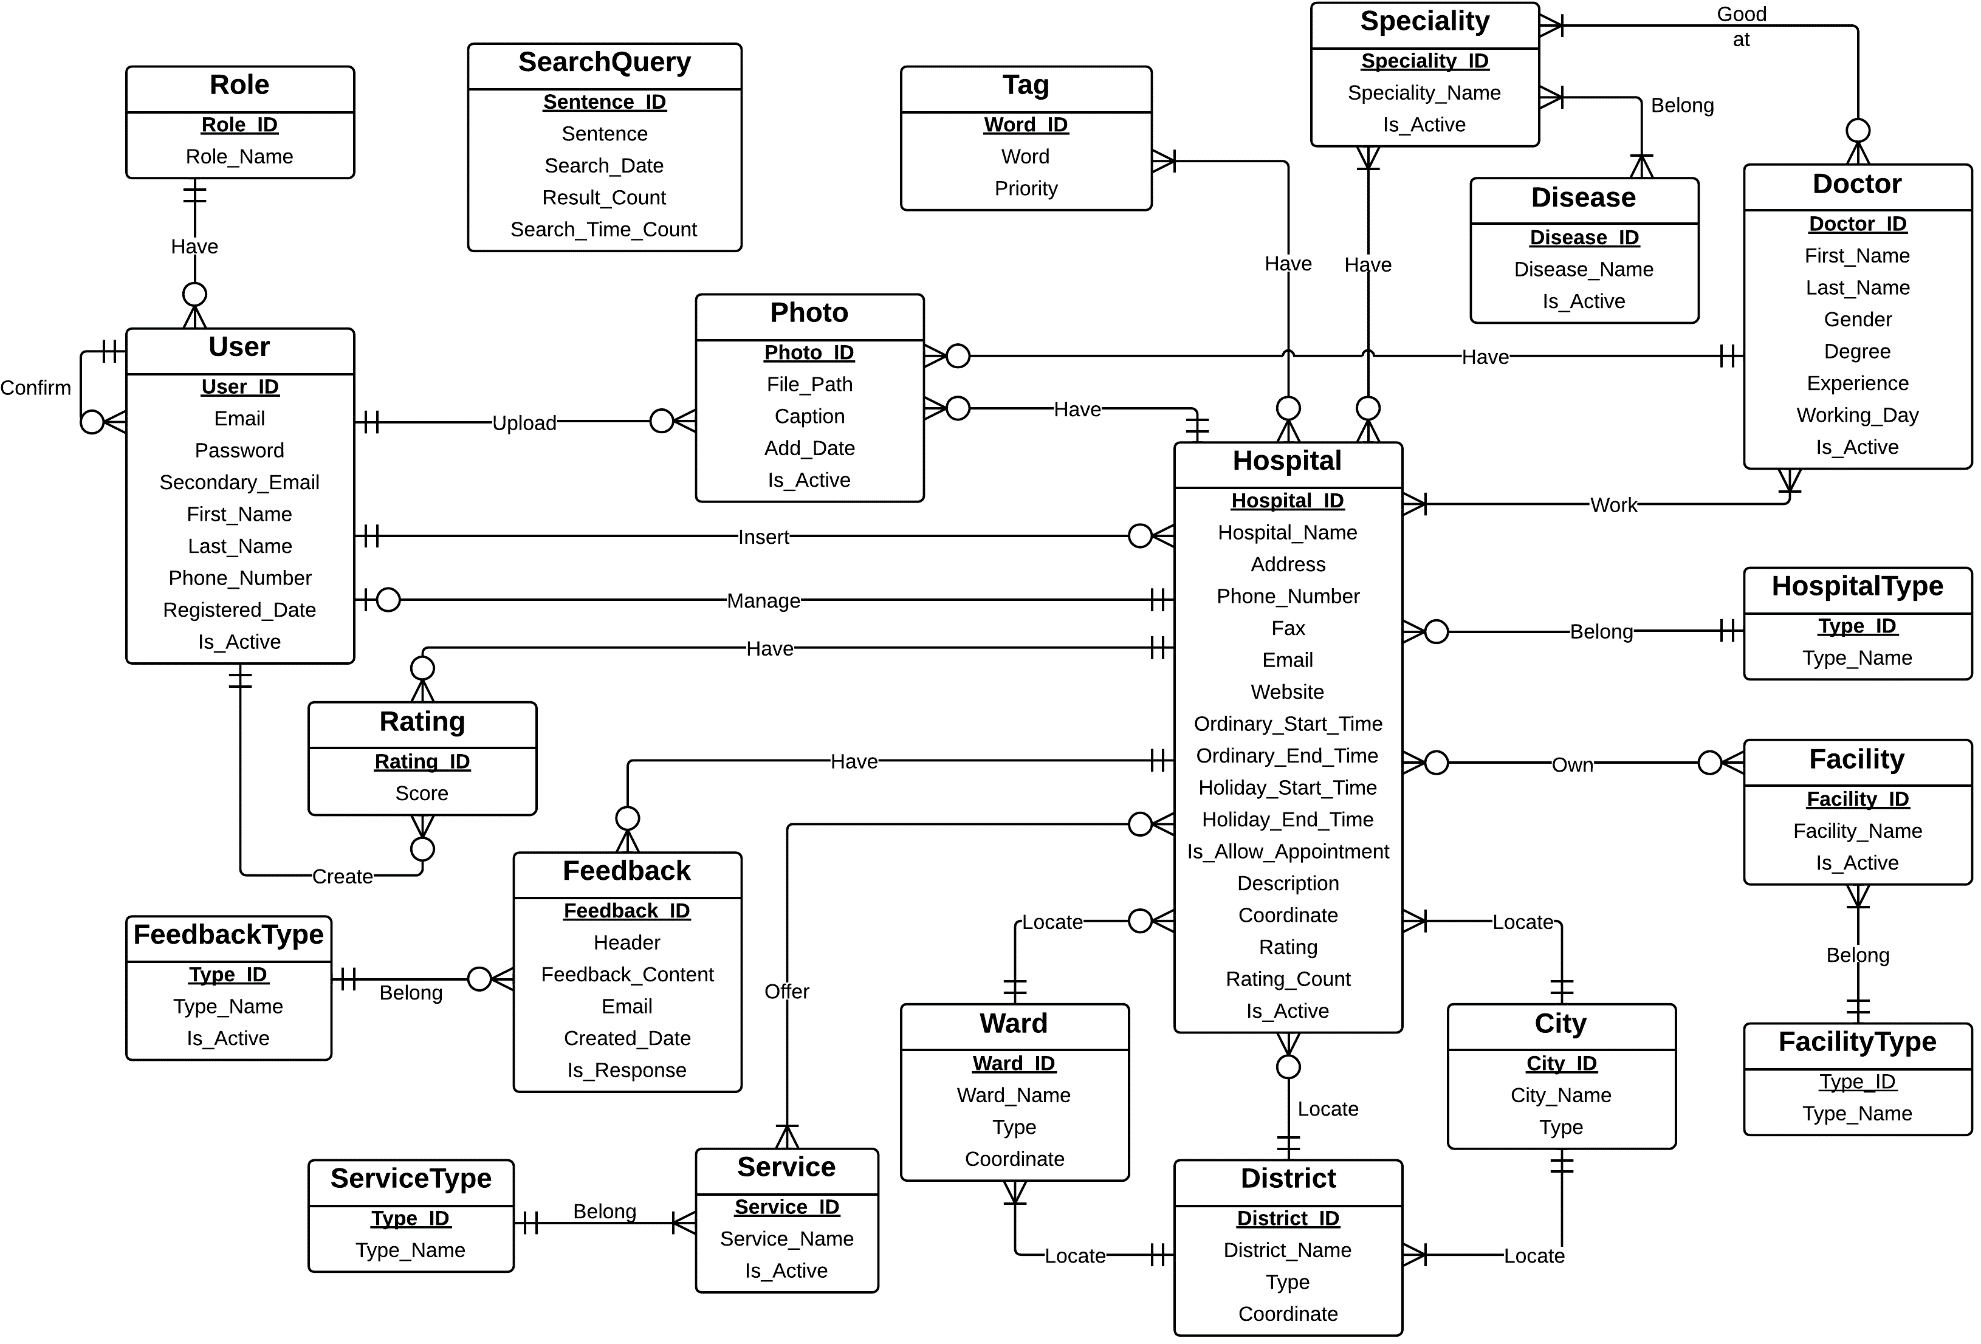 Speciality
Speciality_ID
Speciality_Name
Is_Active
Good
at
Belong
Role
Role_ID
Role_Name
Have
SearchQuery
Sentence_ID
Sentence
Search_Date
Result_Count
Search_Time_Count
Tag
Word_ID
Word
Priority
Have
Have
Disease
Disease_ID
Disease_Name
Is_Active
Doctor
Doctor_ID
First_Name
Last_Name
Gender
Degree
Experience
Working_Day
Is_Active
User
User_ID
Email
Password
Secondary_Email
First_Name
Last_Name
Phone_Number
Registered_Date
Is_Active
Confirm
Upload
Photo
Photo_ID
File_Path
Caption
Add_Date
Is_Active
Have
Have
Insert
Manage
Have
Hospital
Hospital_ID
Hospital_Name
Address
Phone_Number
Fax
Email
Website
Ordinary_Start_Time
Ordinary_End_Time
Holiday_Start_Time
Holiday_End_Time
Is_Allow_Appointment
Description
Coordinate
Rating
Rating_Count
Is_Active
Work
HospitalType
Type_ID
Type_Name
Belong
Own
Facility
Facility_ID
Facility_Name
Is_Active
Belong
FacilityType
Type_ID
Type_Name
Rating
Rating_ID
Score
Create
Have
Feedback
Feedback_ID
Header
Feedback_Content
Email
Created_Date
Is_Response
FeedbackType
Type_ID
Type_Name
Is_Active
Belong
Offer
Locate
Locate
Ward
Ward_ID
Ward_Name
Type
Coordinate
City
City_ID
City_Name
Type
Locate
ServiceType
Type_ID
Type_Name
Belong
Service
Service_ID
Service_Name
Is_Active
Locate
District
District_ID
District_Name
Type
Coordinate
Locate